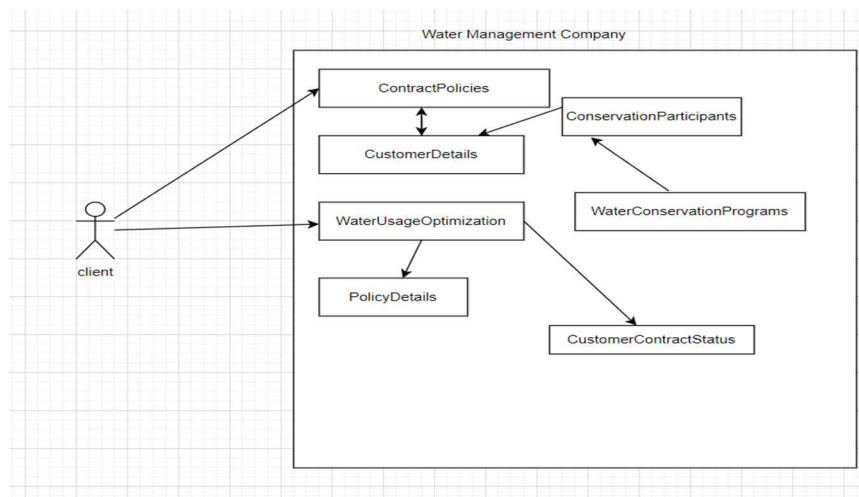 Water Management Company
ContractPolicies
ConservationParticipants
CustomerDetails
WaterConservationPrograms
WaterUsageOptimization
client
PolicyDetails
CustomerContractStatus